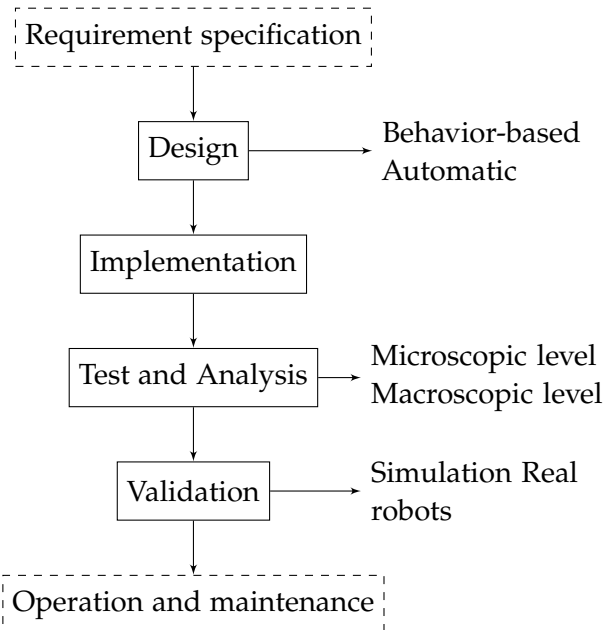 Requirement specification
Design
Behavior-based
Automatic
Implementation
Test and Analysis
Microscopic level
Macroscopic level
Validation
Simulation Real
robots
Operation and maintenance